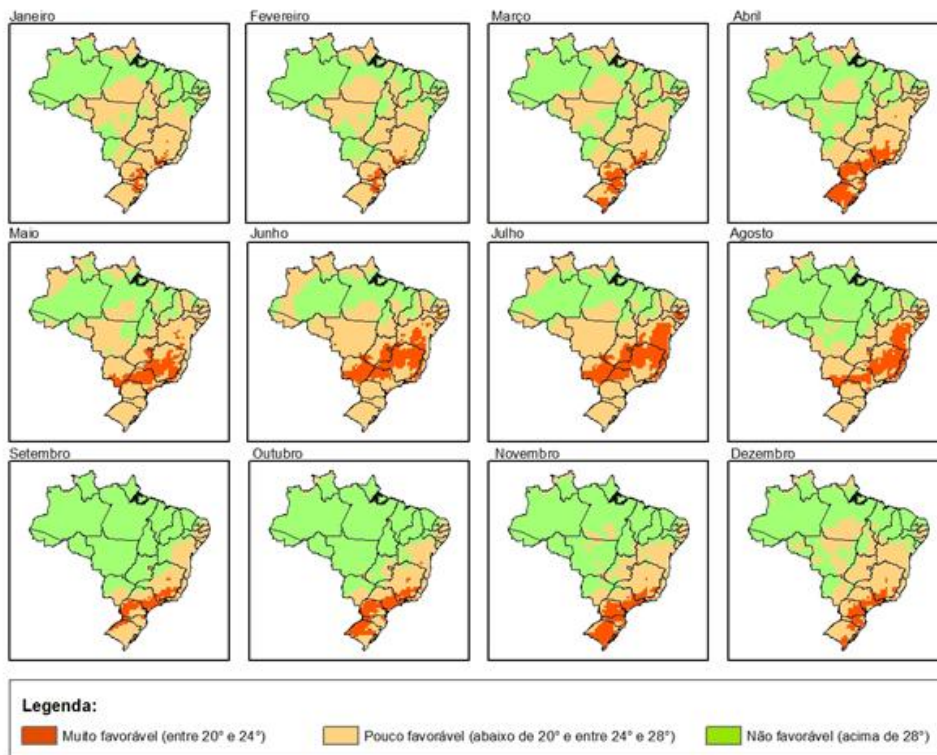 Janeiro
Fevereiro
Março
Abril
Maio
Junho
Julho
Agosto
Setembro
Outubro
Novembro
Dezembro
Legenda:
Muito favorável (entre 20° e 24°)
Pouco favorável (abaixo de 20° e entre 24° e 28°)
Não favorável (acima de 28°)